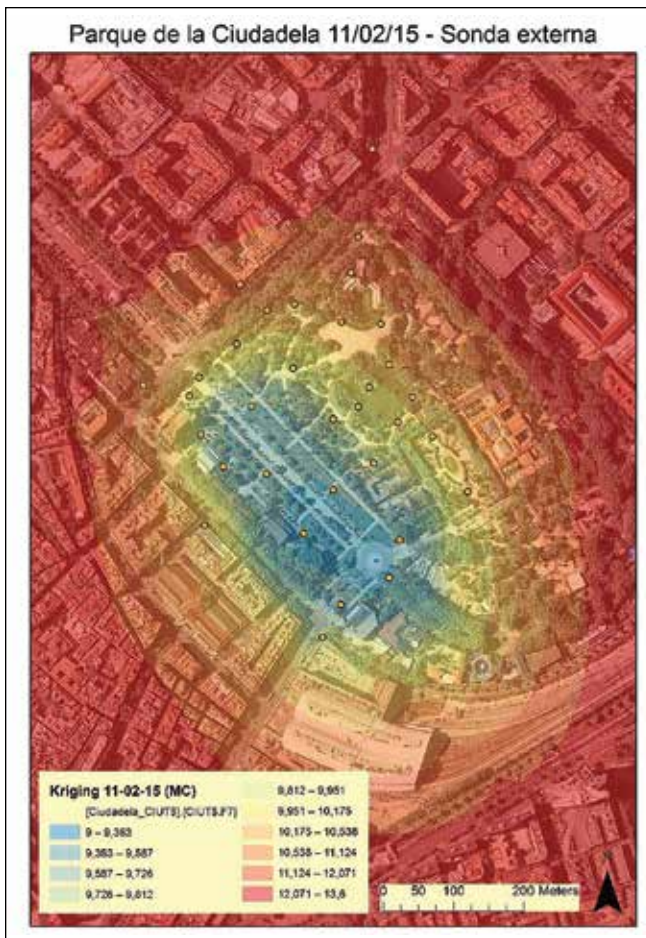 Parque de la Ciudadela 11/02/15 - Sonda externa
Kriging 11-02-15 (MC)
[Ciudadela_CIUTS].[CIUTS.F7]
9 – 9,383
9,383 – 9,587
9,587 – 9,726
9,726 – 9,812
9,812 – 9,951
9,951 – 10,175
10,175 – 10,538
10,538 – 11,124
11,124 – 12,071
12,071 – 13,6
0 50 100 200 Meters